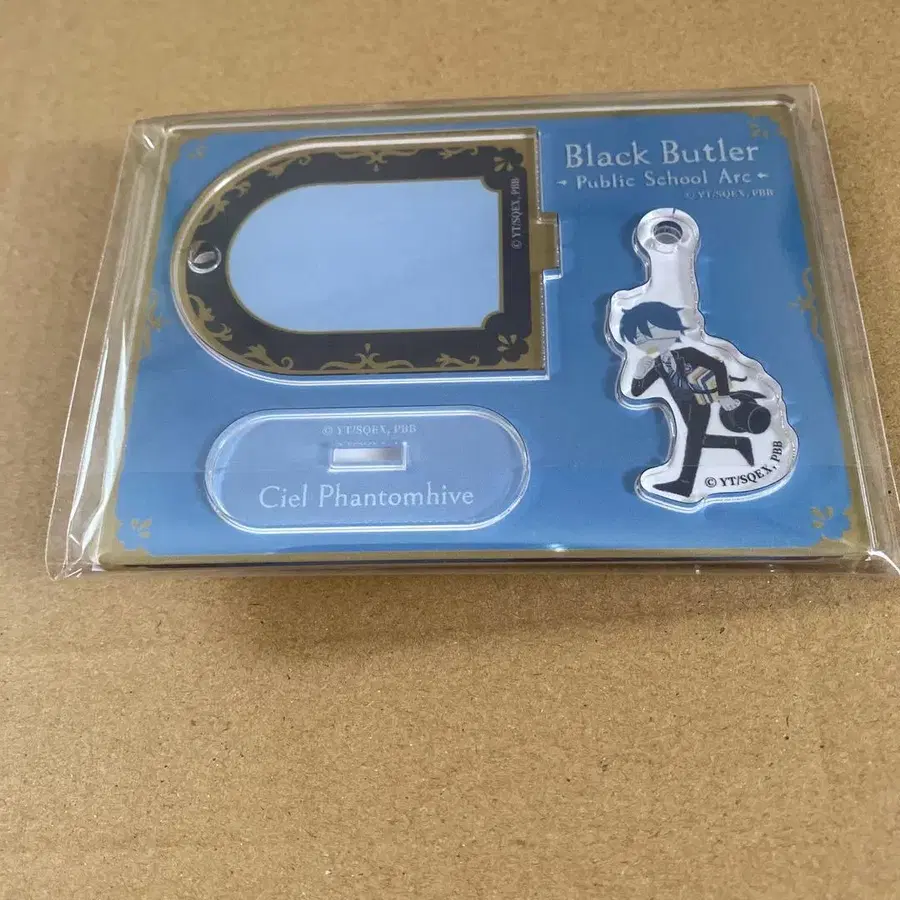 Black Butler
Public School Arc
© YT/SQEX, PBB
© YT/SQEX, PBB
© YT/SQEX, PBB
Ciel Phantomhive
© YT/SQEX, PBB